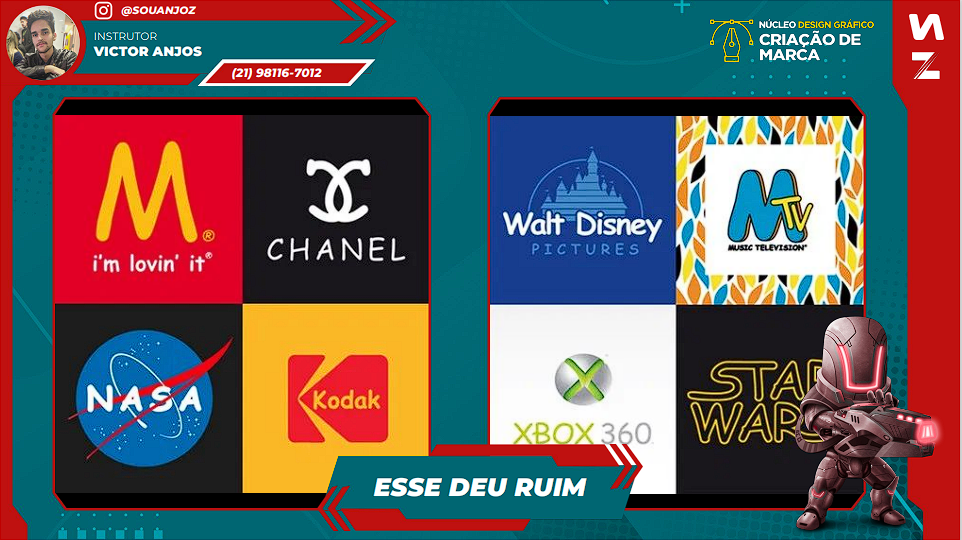 @SOUANJOZ
INSTRUTOR
VICTOR ANJOS
(21) 98116-7012
NÚCLEO DESIGN GRÁFICO
CRIAÇÃO DE
MARCA
M®
i'm lovin' it®
CHANEL
NASA
Kodak
Walt Disney
PICTURES
MTV
MUSIC TELEVISION®
XBOX 360
STAR
WARS
ESSE DEU RUIM